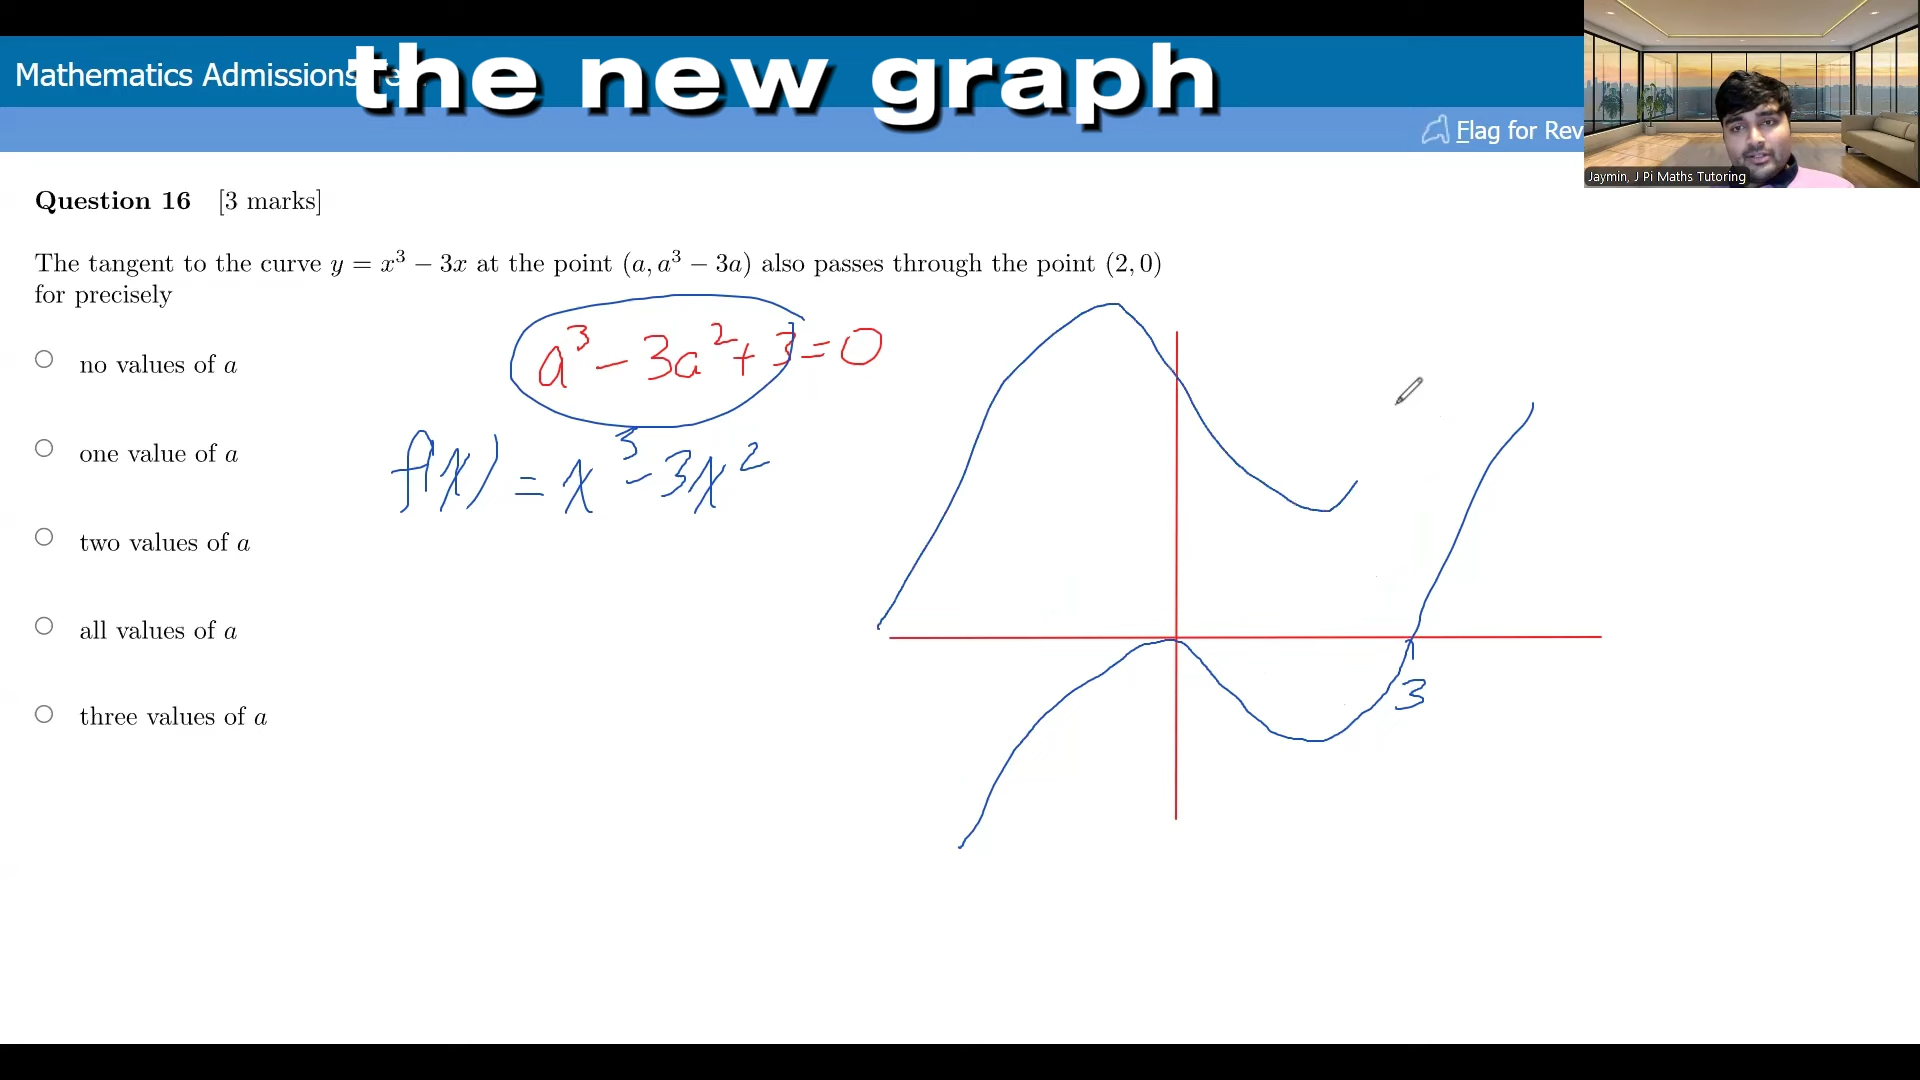 the new graph
Mathematics Admissions
Flag for Rev
Jaymin, J Pi Maths Tutoring
Question 16 [3 marks]
The tangent to the curve y = x³ − 3x at the point (a, a³ − 3a) also passes through the point (2, 0)
for precisely
a³ − 3a² + 3 = 0
no values of a
one value of a
f(x) = x³ − 3x²
two values of a
all values of a
three values of a
3